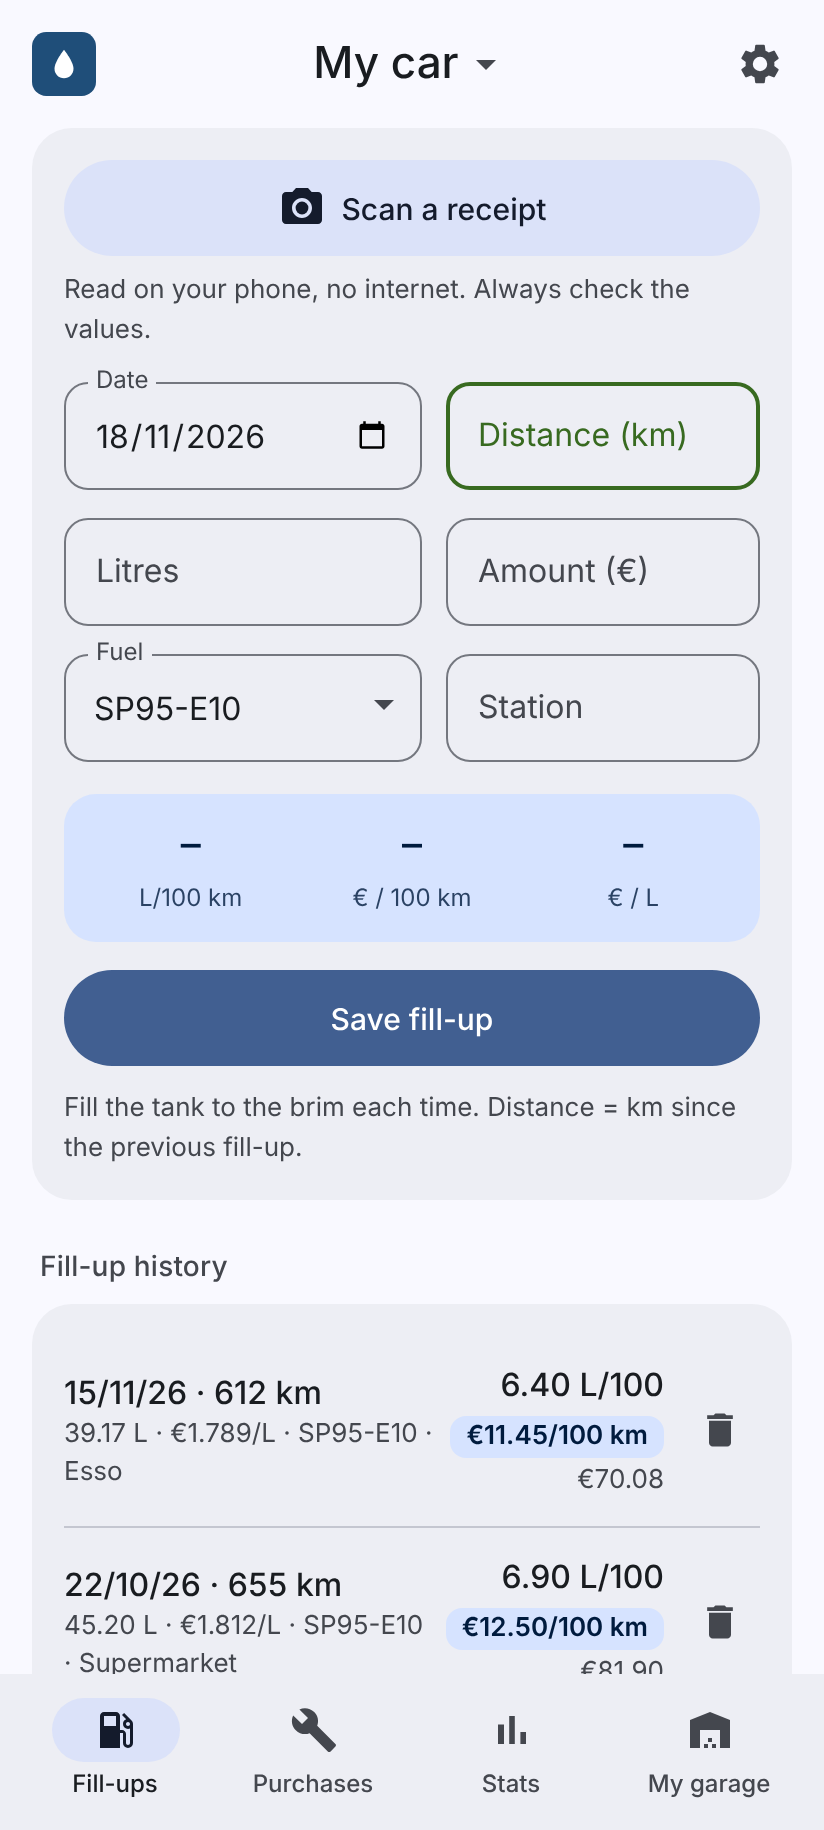 My car
Scan a receipt
Read on your phone, no internet. Always check the
values.
Date
18/11/2026
Distance (km)
Litres
Amount (€)
Fuel
SP95-E10
Station
– – –
L/100 km € / 100 km € / L
Save fill-up
Fill the tank to the brim each time. Distance = km since
the previous fill-up.
Fill-up history
15/11/26 · 612 km
39.17 L · €1.789/L · SP95-E10 ·
Esso
6.40 L/100
€11.45/100 km
€70.08
22/10/26 · 655 km
45.20 L · €1.812/L · SP95-E10
· Supermarket
6.90 L/100
€12.50/100 km
€81.90
Fill-ups Purchases Stats My garage